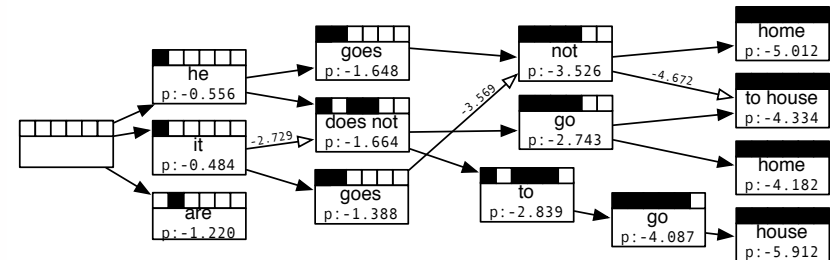 he
p:-0.556
it
p:-0.484
are
p:-1.220
-2.729
goes
p:-1.648
does not
p:-1.664
goes
p:-1.388
-3.569
not
p:-3.526
go
p:-2.743
to
p:-2.839
go
p:-4.087
-4.672
home
p:-5.012
to house
p:-4.334
home
p:-4.182
house
p:-5.912